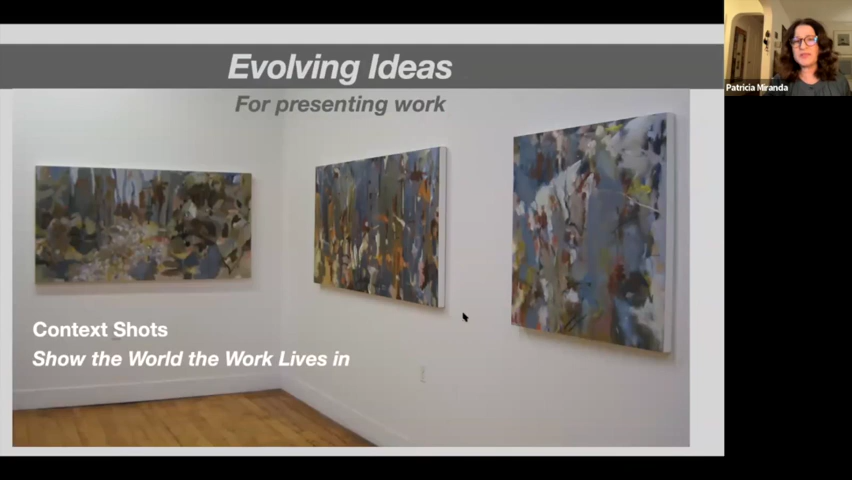 Evolving Ideas
For presenting work
Context Shots
Show the World the Work Lives in
Patricia Miranda